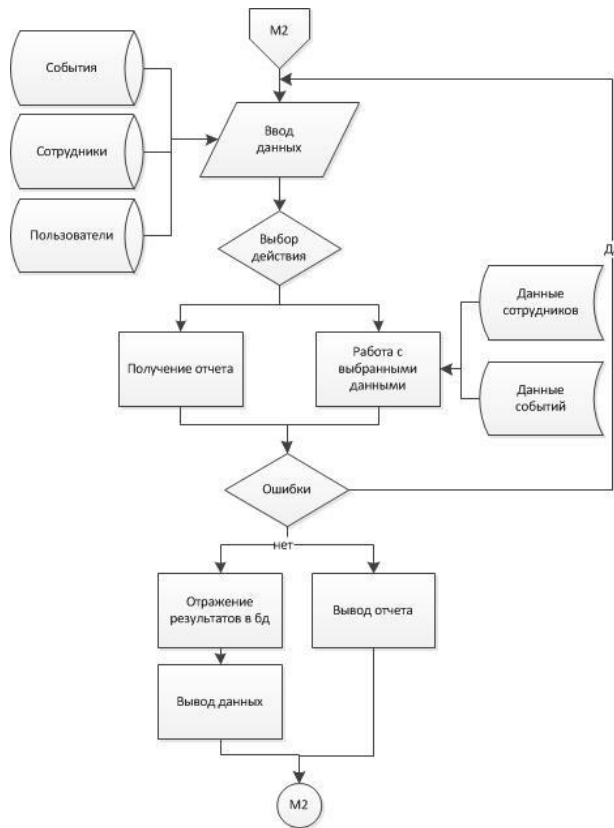 М2
События
Ввод
данных
Сотрудники
Пользователи
Выбор
действия
Данные
сотрудников
Получение отчета
Работа с
выбранными
данными
Данные
событий
Ошибки
нет
Отражение
результатов в бд
Вывод отчета
Вывод данных
М2